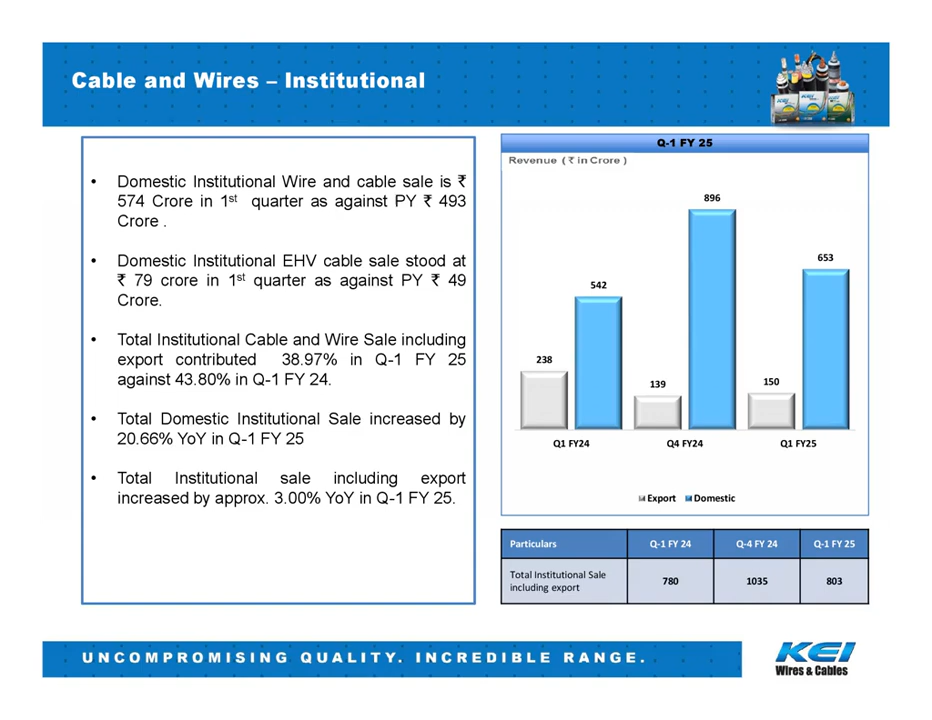 Cable and Wires – Institutional
• Domestic Institutional Wire and cable sale is ₹
574 Crore in 1st quarter as against PY ₹ 493
Crore .
• Domestic Institutional EHV cable sale stood at
₹ 79 crore in 1st quarter as against PY ₹ 49
Crore.
• Total Institutional Cable and Wire Sale including
export contributed 38.97% in Q-1 FY 25
against 43.80% in Q-1 FY 24.
• Total Domestic Institutional Sale increased by
20.66% YoY in Q-1 FY 25
• Total Institutional sale including export
increased by approx. 3.00% YoY in Q-1 FY 25.
Q-1 FY 25
Revenue ( ₹ in Crore )
896
653
542
238
139
150
Q1 FY24 Q4 FY24 Q1 FY25
Export Domestic
Particulars Q-1 FY 24 Q-4 FY 24 Q-1 FY 25
Total Institutional Sale
including export 780 1035 803
UNCOMPROMISING QUALITY. INCREDIBLE RANGE.
KEI
Wires & Cables